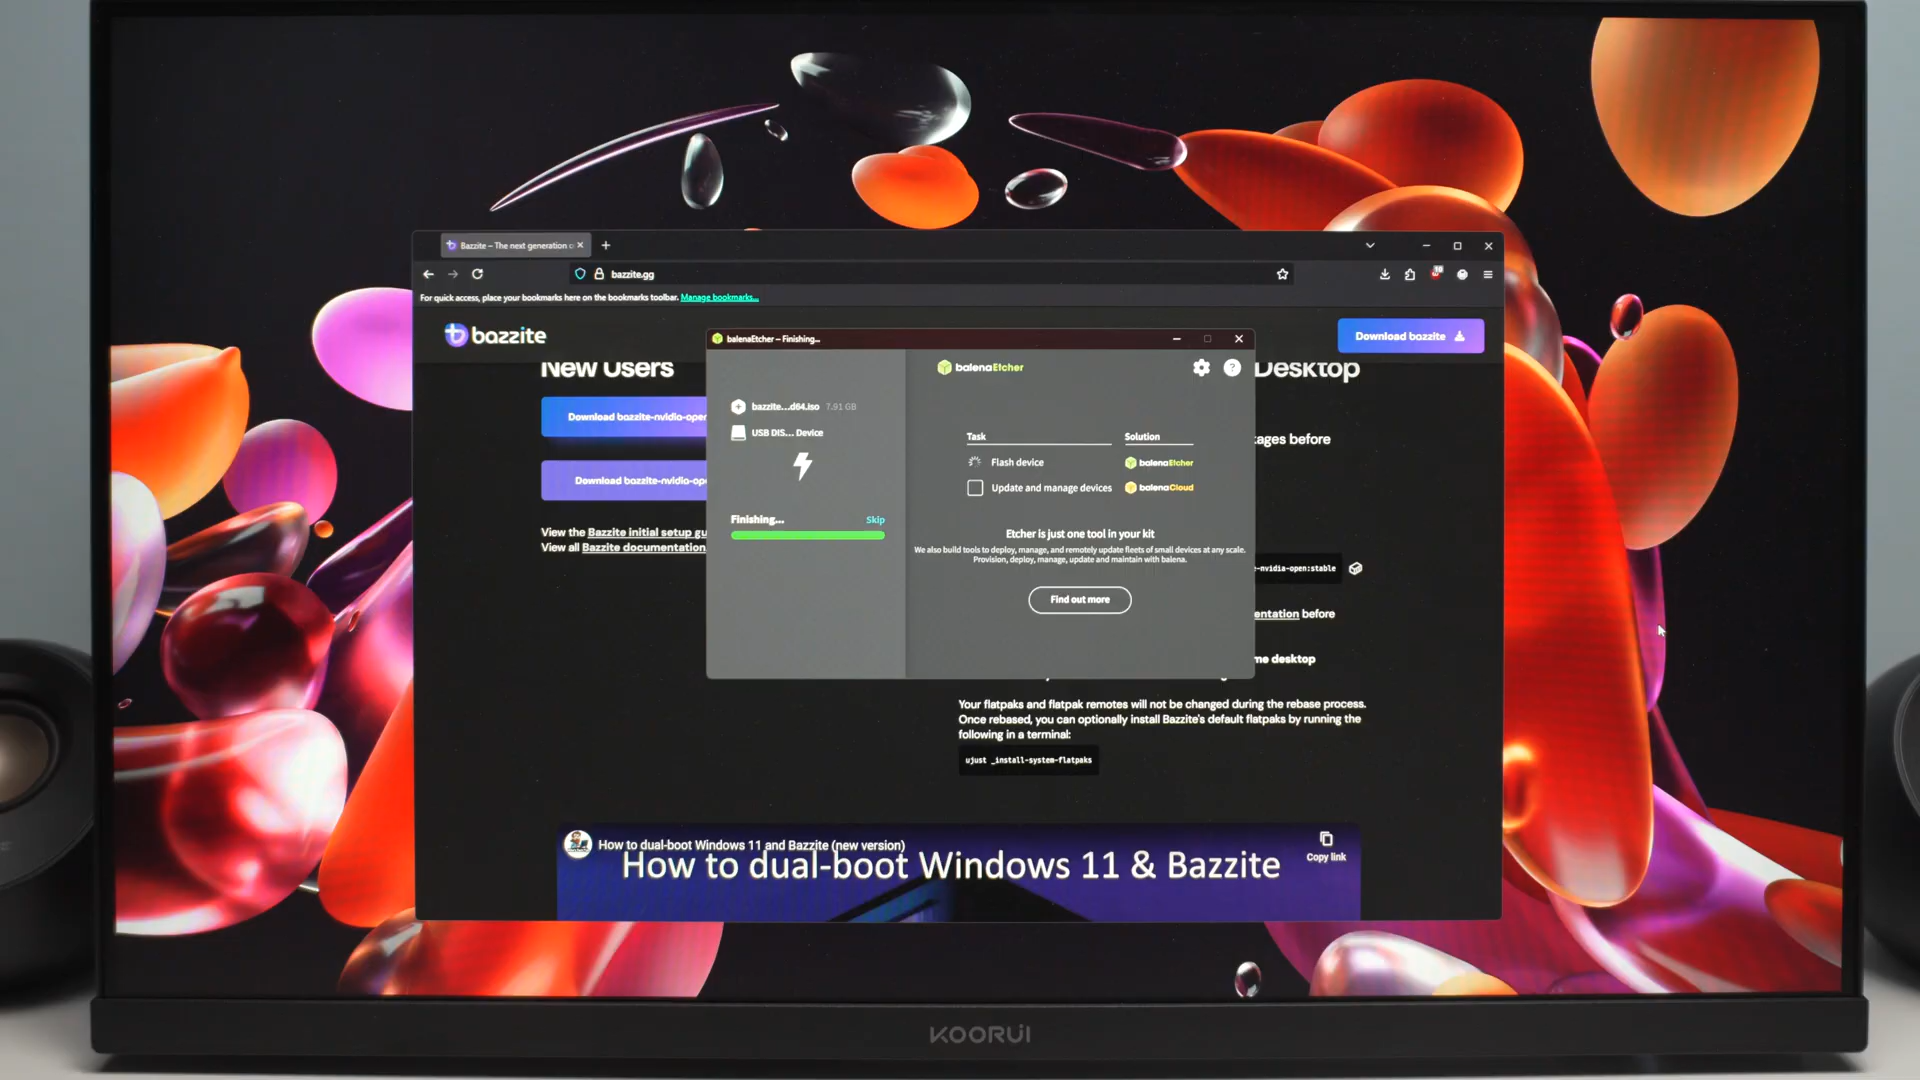 Bazzite – The next generation o
bazzite.gg
For quick access, place your bookmarks here on the bookmarks toolbar. Manage bookmarks...
bazzite
Download bazzite
New Users
Download bazzite-nvidia-oper
Download bazzite-nvidia-ope
View the Bazzite initial setup gu
View all Bazzite documentation
balenaEtcher – Finishing...
bazzite...d64.iso 7.91 GB
USB DIS... Device
Finishing... Skip
balenaEtcher
?
Task Solution
Flash device balenaEtcher
Update and manage devices balenaCloud
Etcher is just one tool in your kit
We also build tools to deploy, manage, and remotely update fleets of small devices at any scale.
Provision, deploy, manage, update and maintain with balena.
Find out more
Desktop
kages before
e-nvidia-open:stable
entation before
me desktop
Your flatpaks and flatpak remotes will not be changed during the rebase process.
Once rebased, you can optionally install Bazzite's default flatpaks by running the
following in a terminal:
ujust _install-system-flatpaks
How to dual-boot Windows 11 and Bazzite (new version)
How to dual-boot Windows 11 & Bazzite
Copy link
KOORUI